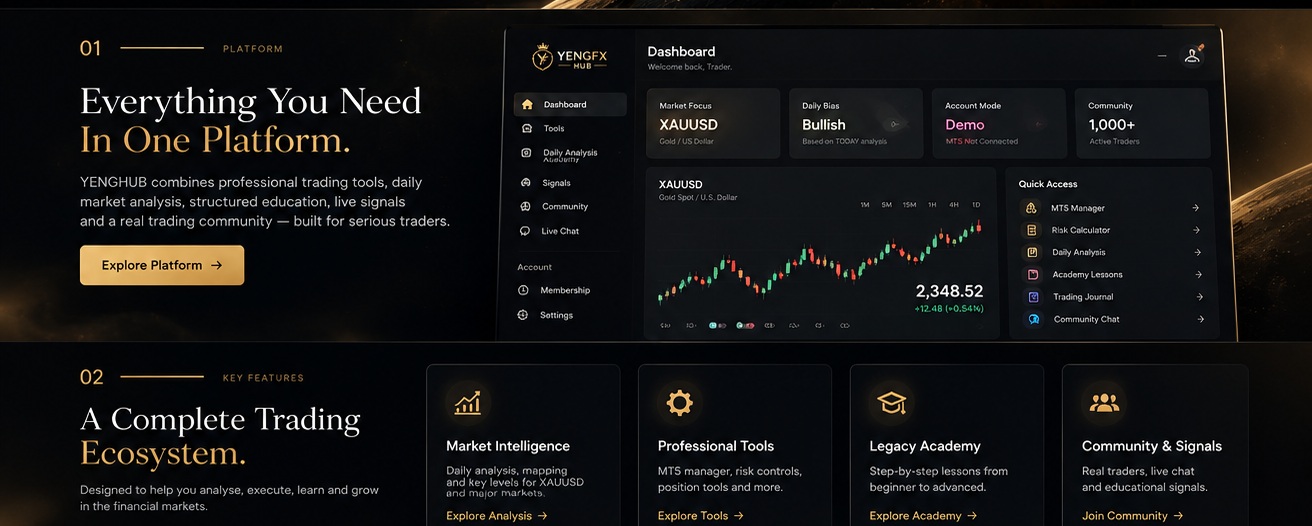 01 PLATFORM
Everything You Need
In One Platform.
YENGHUB combines professional trading tools, daily
market analysis, structured education, live signals
and a real trading community — built for serious traders.
Explore Platform →
YENGFX
HUB
Dashboard
Tools
Daily Analysis
Signals
Community
Live Chat
Account
Membership
Settings
Dashboard
Welcome back, Trader.
Market Focus
XAUUSD
Gold / US Dollar
Daily Bias
Bullish
Based on TODAY analysis
Account Mode
Demo
MTS Not Connected
Community
1,000+
Active Traders
XAUUSD
Gold Spot / U.S. Dollar
1M 5M 15M 1H 4H 1D
2,348.52
+12.48 (+0.54%)
Quick Access
MTS Manager →
Risk Calculator →
Daily Analysis →
Academy Lessons →
Trading Journal →
Community Chat →
02 KEY FEATURES
A Complete Trading
Ecosystem.
Designed to help you analyse, execute, learn and grow
in the financial markets.
Market Intelligence
Daily analysis, mapping
and key levels for XAUUSD
and major markets.
Explore Analysis →
Professional Tools
MTS manager, risk controls,
position tools and more.
Explore Tools →
Legacy Academy
Step-by-step lessons from
beginner to advanced.
Explore Academy →
Community & Signals
Real traders, live chat
and educational signals.
Join Community →